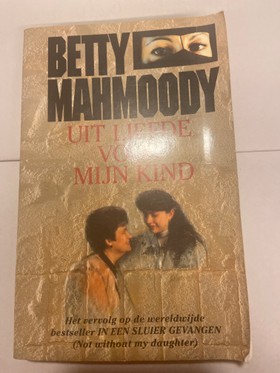 BETTY
MAHMOODY
UIT LIEFDE
VOOR
MIJN KIND
Het vervolg op de wereldwijde
bestseller IN EEN SLUIER GEVANGEN
(Not without my daughter)